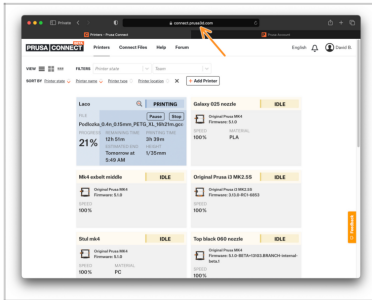 Private
connect.prusa3d.com
Printers - Prusa Connect
Prusa Connect
PRUSA CONNECT BETA
Printers Connect Files Help Forum
English
David B.
VIEW
FILTERS Printer state Team
SORT BY Printer state Printer name Printer type Printer location X + Add Printer
Laos PRINTING
PLA Pause Stop
PROGRESS REMAINING TIME PRINTING TIME
12h 51m 3h 39m
21% ESTIMATED END HEIGHT
Tomorrow at 1/35mm
5:49 AM
Galaxy 025 nozzle IDLE
Original Prusa MK4
Firmware: 5.1.0
SPEED MATERIAL
100% PLA
Mk4 exbalt middle IDLE
Original Prusa MK4
Firmware: 5.1.0
SPEED
100%
Original Prusa i3 MK2.5S IDLE
Original Prusa i3 MK2.5S
SPEED
100%
Stul mk4 IDLE
Original Prusa MK4
Firmware: 5.1.0
SPEED MATERIAL
100% PC
Top black 060 nozzle IDLE
Original Prusa MK4
SPEED
100%
Feedback